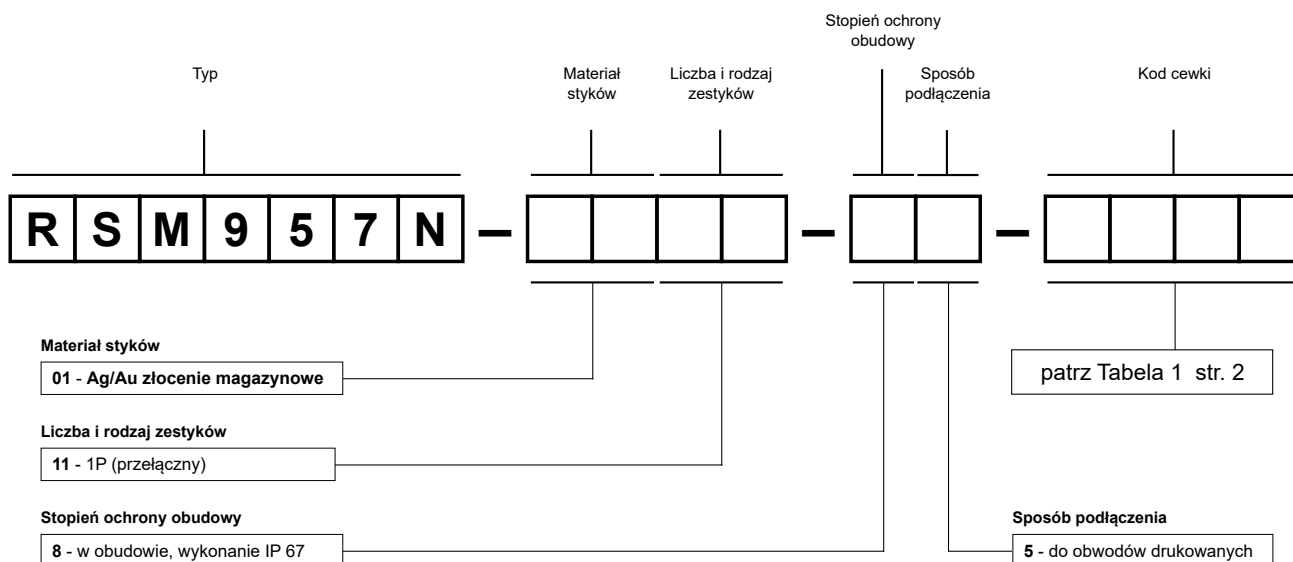 Stopień ochrony
obudowy
Typ
Materiał
styków
Liczba i rodzaj
zestyków
Sposób
podłączenia
Kod cewki
R S M 9 5 7 N – –  –
Materiał styków
01 - Ag/Au złocenie magazynowe
patrz Tabela 1 str. 2
Liczba i rodzaj zestyków
11 - 1P (przełączny)
Stopień ochrony obudowy
8 - w obudowie, wykonanie IP 67
Sposób podłączenia
5 - do obwodów drukowanych